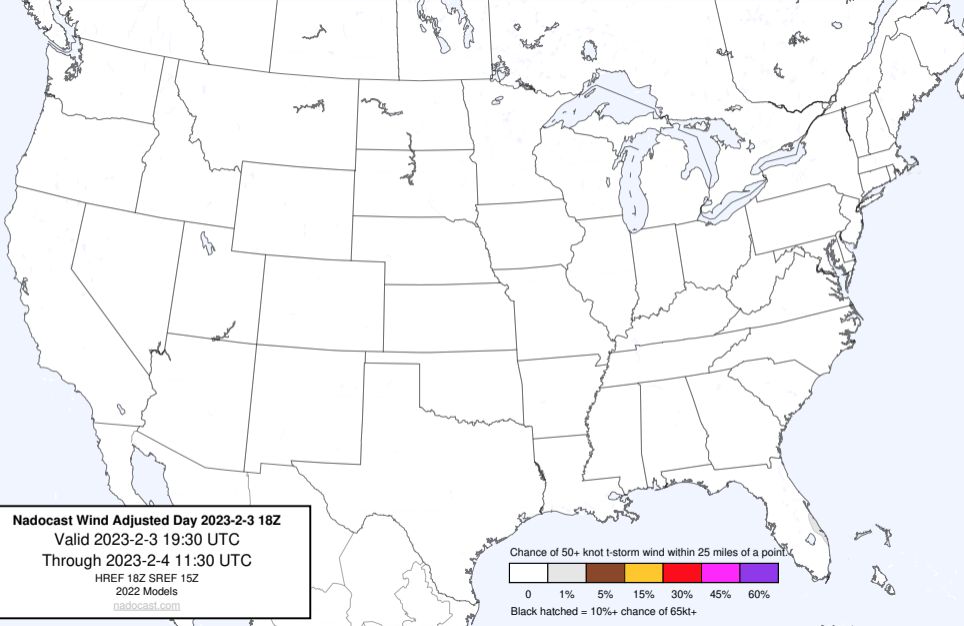 Nadocast Wind Adjusted Day 2023-2-3 18Z
Valid 2023-2-3 19:30 UTC
Through 2023-2-4 11:30 UTC
HREF 18Z SREF 15Z
2022 Models
nadocast.com
Chance of 50+ knot t-storm wind within 25 miles of a point.
0 1% 5% 15% 30% 45% 60%
Black hatched = 10%+ chance of 65kt+